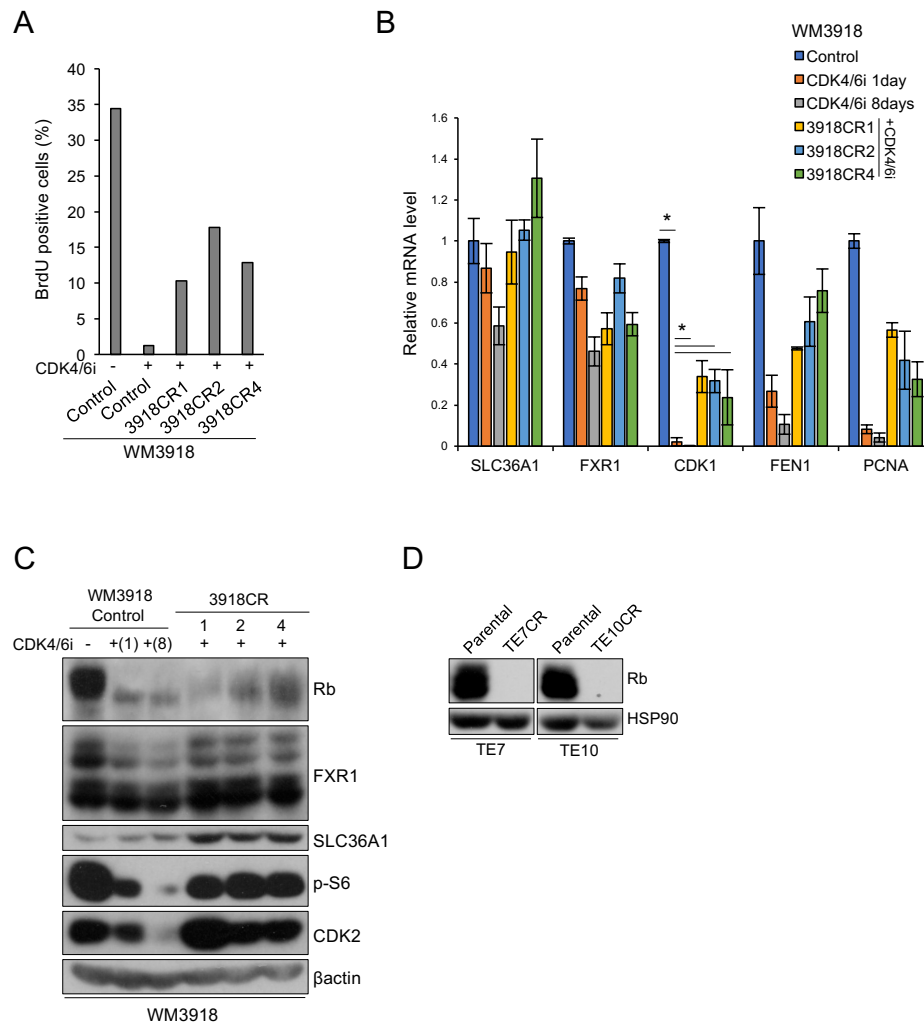 A
BrdU positive cells (%)
40
35
30
25
20
15
10
5
0
CDK4/6i - + + + +
Control Control 3918CR1 3918CR2 3918CR4
WM3918
B
WM3918
Control
CDK4/6i 1day
CDK4/6i 8days
3918CR1
3918CR2
3918CR4
+CDK4/6i
Relative mRNA level
1.6
1.4
1.2
1
0.8
0.6
0.4
0.2
0
*
*
SLC36A1 FXR1 CDK1 FEN1 PCNA
C
WM3918
Control
3918CR
1 2 4
CDK4/6i - +(1) +(8) + + +
Rb
FXR1
SLC36A1
p-S6
CDK2
βactin
WM3918
D
Parental TE7CR Parental TE10CR
Rb
HSP90
TE7 TE10